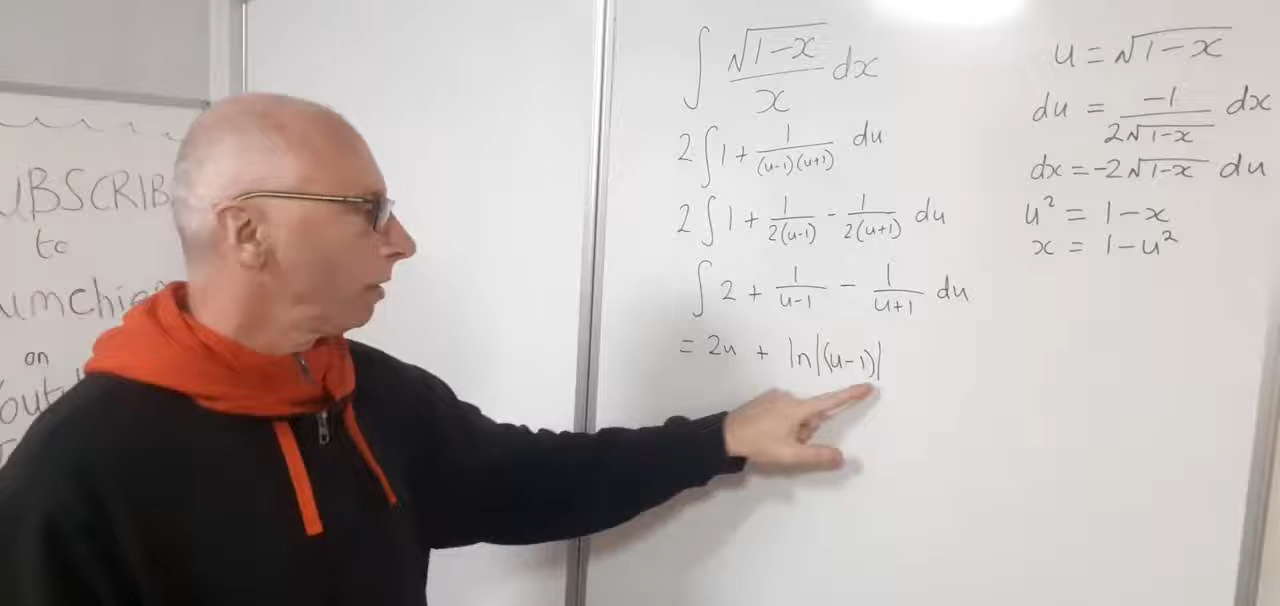 UBSCRIB
to
umchie
on
∫ √(1-x)/x dx
2∫ 1 + 1/((u-1)(u+1)) du
2∫ 1 + 1/(2(u-1)) - 1/(2(u+1)) du
∫ 2 + 1/(u-1) - 1/(u+1) du
= 2u + ln|(u-1)|
u = √(1-x)
du = -1/(2√(1-x)) dx
dx = -2√(1-x) du
u² = 1-x
x = 1-u²